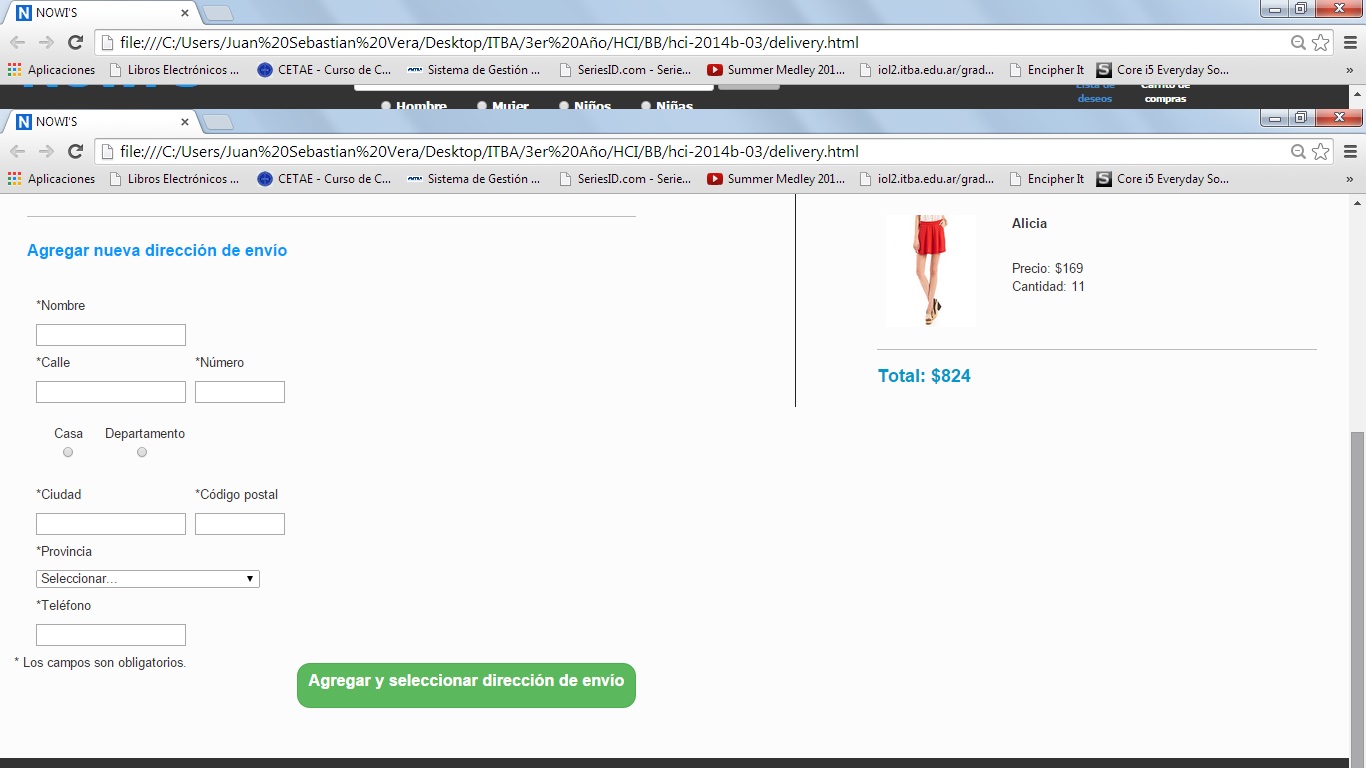 NOWI'S
file:///C:/Users/Juan%20Sebastian%20Vera/Desktop/ITBA/3er%20Año/HCI/BB/hci-2014b-03/delivery.html
Aplicaciones Libros Electrónicos ... CETAE - Curso de C... Sistema de Gestión ... SeriesID.com - Serie... Summer Medley 201... iol2.itba.edu.ar/grad... Encipher It Core i5 Everyday So... »
Lista de deseos Carrito de compras
Hombre Mujer Niños Niñas
NOWI'S
file:///C:/Users/Juan%20Sebastian%20Vera/Desktop/ITBA/3er%20Año/HCI/BB/hci-2014b-03/delivery.html
Aplicaciones Libros Electrónicos ... CETAE - Curso de C... Sistema de Gestión ... SeriesID.com - Serie... Summer Medley 201... iol2.itba.edu.ar/grad... Encipher It Core i5 Everyday So... »
Agregar nueva dirección de envío
*Nombre
*Calle *Número
Casa Departamento
*Ciudad *Código postal
*Provincia
Seleccionar...
*Teléfono
* Los campos son obligatorios.
Agregar y seleccionar dirección de envío
Alicia
Precio: $169
Cantidad: 11
Total: $824